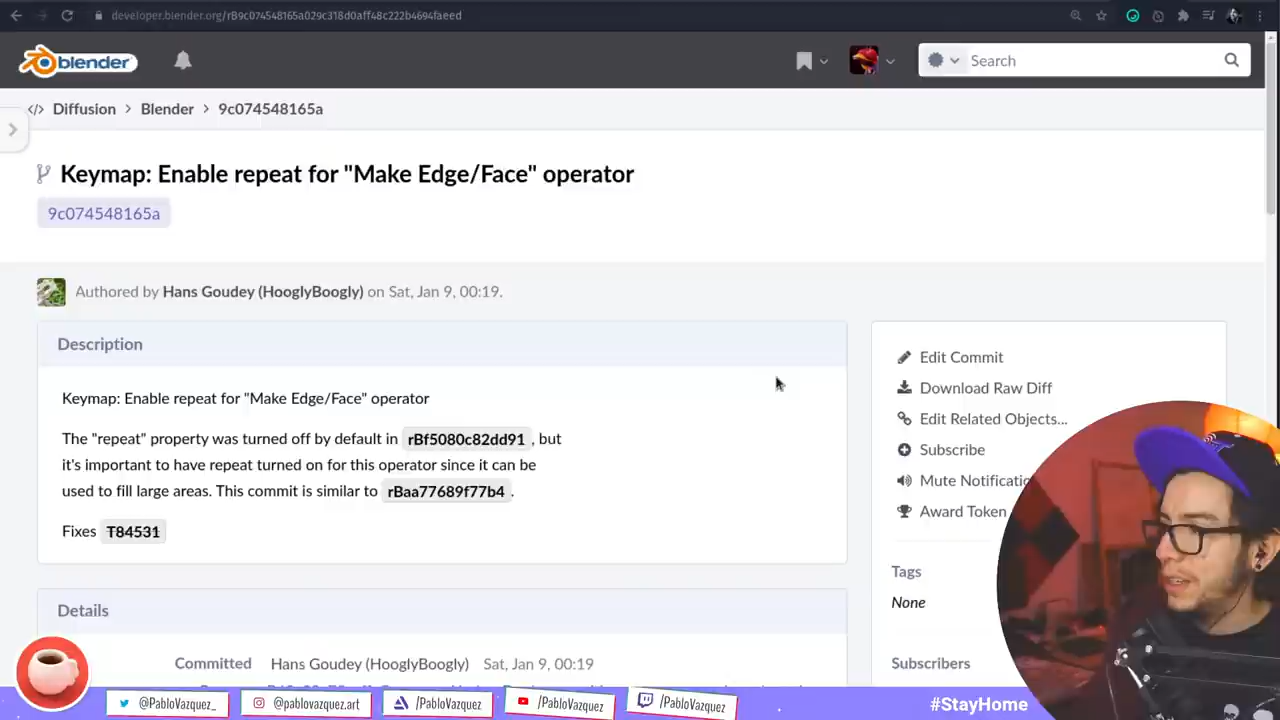 developer.blender.org/rB9c074548165a029c318d0aff48c222b4694faeed
blender
Search
Diffusion > Blender > 9c074548165a
Keymap: Enable repeat for "Make Edge/Face" operator
9c074548165a
Authored by Hans Goudey (HooglyBoogly) on Sat, Jan 9, 00:19.
Description
Keymap: Enable repeat for "Make Edge/Face" operator
The "repeat" property was turned off by default in rBf5080c82dd91 , but
it's important to have repeat turned on for this operator since it can be
used to fill large areas. This commit is similar to rBaa77689f77b4 .
Fixes T84531
Edit Commit
Download Raw Diff
Edit Related Objects...
Subscribe
Mute Notificatio
Award Token
Tags
None
Subscribers
Details
Committed Hans Goudey (HooglyBoogly) Sat, Jan 9, 00:19
@PabloVazquez_
@pablovazquez.art
/PabloVazquez
/PabloVazquez
/PabloVazquez
#StayHome